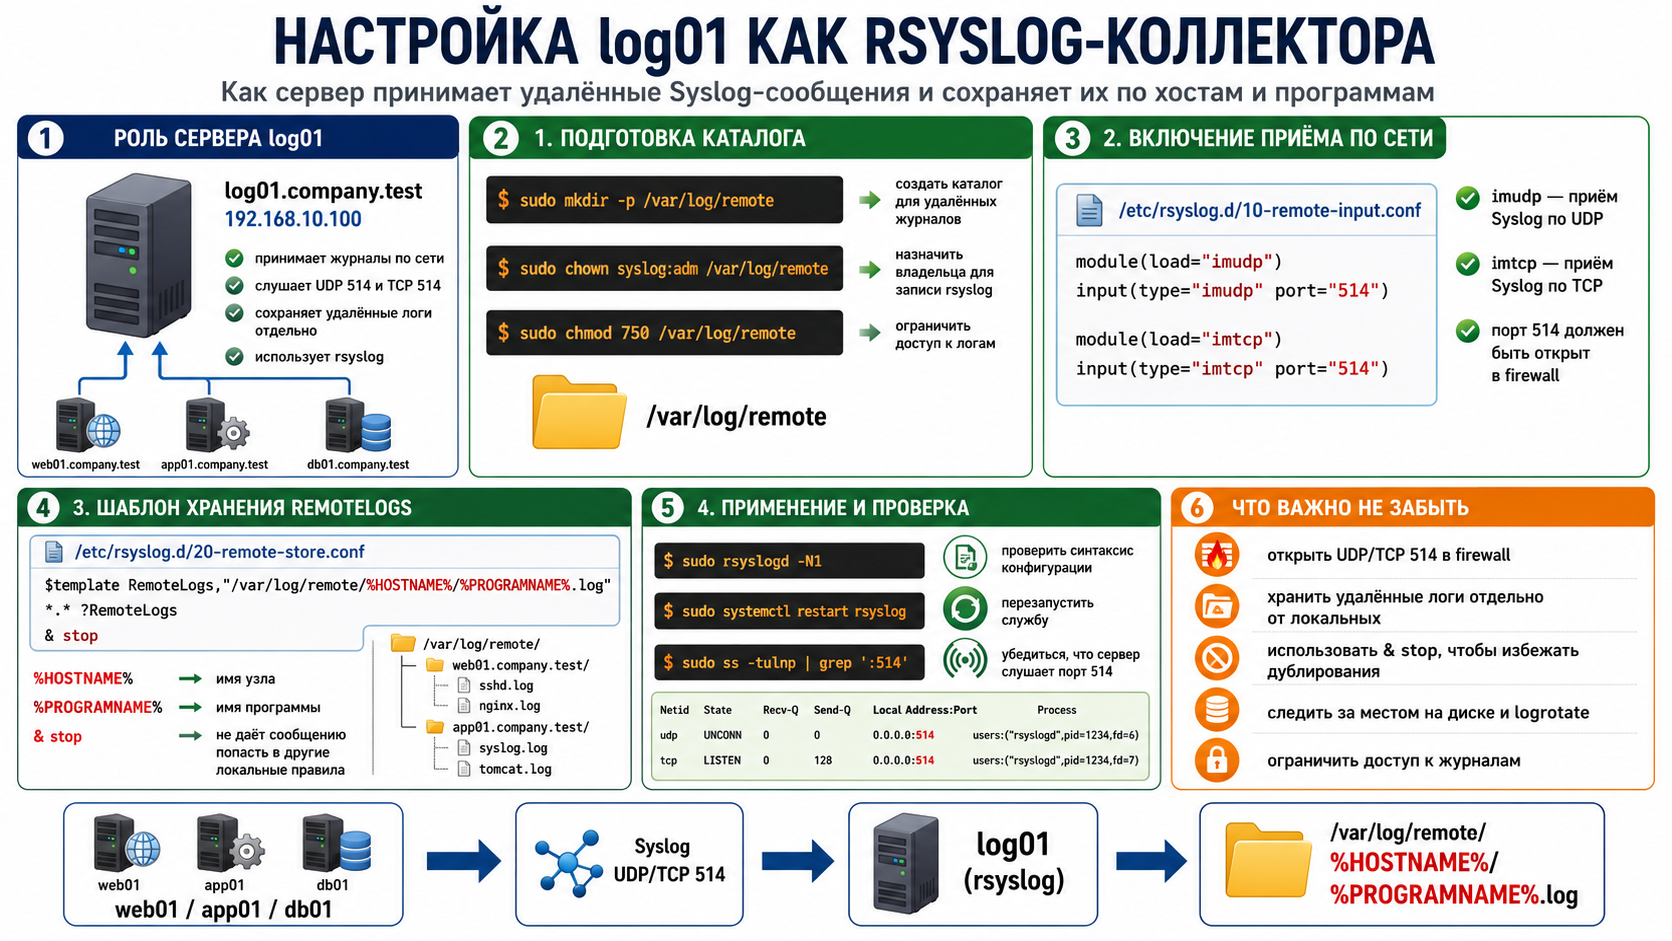 НАСТРОЙКА log01 КАК RSYSLOG-КОЛЛЕКТОРА
Как сервер принимает удалённые Syslog-сообщения и сохраняет их по хостам и программам
1 РОЛЬ СЕРВЕРА log01
log01.company.test
192.168.10.100
принимает журналы по сети
слушает UDP 514 и TCP 514
сохраняет удалённые логи
отдельно
использует rsyslog
web01.company.test app01.company.test db01.company.test
2 1. ПОДГОТОВКА КАТАЛОГА
$ sudo mkdir -p /var/log/remote
создать каталог
для удалённых
журналов
$ sudo chown syslog:adm /var/log/remote
назначить
владельца для
записи rsyslog
$ sudo chmod 750 /var/log/remote
ограничить
доступ к логам
/var/log/remote
3 2. ВКЛЮЧЕНИЕ ПРИЁМА ПО СЕТИ
/etc/rsyslog.d/10-remote-input.conf
module(load="imudp")
input(type="imudp" port="514")
module(load="imtcp")
input(type="imtcp" port="514")
imudp — приём
Syslog по UDP
imtcp — приём
Syslog по TCP
порт 514 должен
быть открыт
в firewall
4 3. ШАБЛОН ХРАНЕНИЯ REMOTELOGS
/etc/rsyslog.d/20-remote-store.conf
$template RemoteLogs,"/var/log/remote/%HOSTNAME%/%PROGRAMNAME%.log"
*.* ?RemoteLogs
& stop
%HOSTNAME% имя узла
%PROGRAMNAME% имя программы
& stop не даёт сообщению
попасть в другие
локальные правила
/var/log/remote/
web01.company.test/
sshd.log
nginx.log
app01.company.test/
syslog.log
tomcat.log
5 4. ПРИМЕНЕНИЕ И ПРОВЕРКА
$ sudo rsyslogd -N1
проверить синтаксис
конфигурации
$ sudo systemctl restart rsyslog
перезапустить
службу
$ sudo ss -tulnp | grep ':514'
убедиться, что сервер
слушает порт 514
Netid State Recv-Q Send-Q Local Address:Port Process
udp UNCONN 0 0 0.0.0.0:514 users:("rsyslogd",pid=1234,fd=6)
tcp LISTEN 0 128 0.0.0.0:514 users:("rsyslogd",pid=1234,fd=7)
6 ЧТО ВАЖНО НЕ ЗАБЫТЬ
открыть UDP/TCP 514 в firewall
хранить удалённые логи отдельно
от локальных
использовать & stop, чтобы избежать
дублирования
следить за местом на диске и logrotate
ограничить доступ к журналам
web01 app01 db01
web01 / app01 / db01
Syslog
UDP/TCP 514
log01
(rsyslog)
/var/log/remote/
%HOSTNAME%/
%PROGRAMNAME%.log